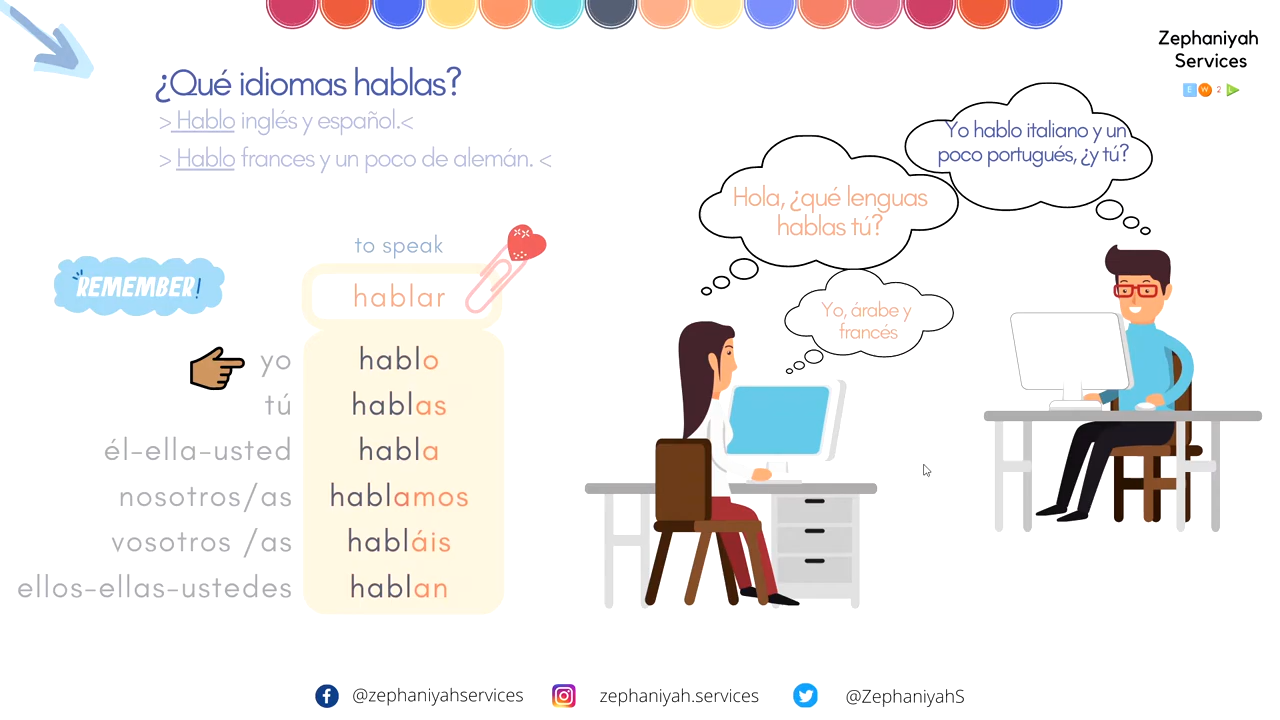 Zephaniyah
Services
E W 2 L
¿Qué idiomas hablas?
> Hablo inglés y español.<
> Hablo frances y un poco de alemán. <
Yo hablo italiano y un
poco portugués, ¿y tú?
Hola, ¿qué lenguas
hablas tú?
Yo, árabe y
francés
to speak
REMEMBER!
hablar
yo hablo
tú hablas
él-ella-usted habla
nosotros/as hablamos
vosotros /as habláis
ellos-ellas-ustedes hablan
@zephaniyahservices zephaniyah.services @ZephaniyahS